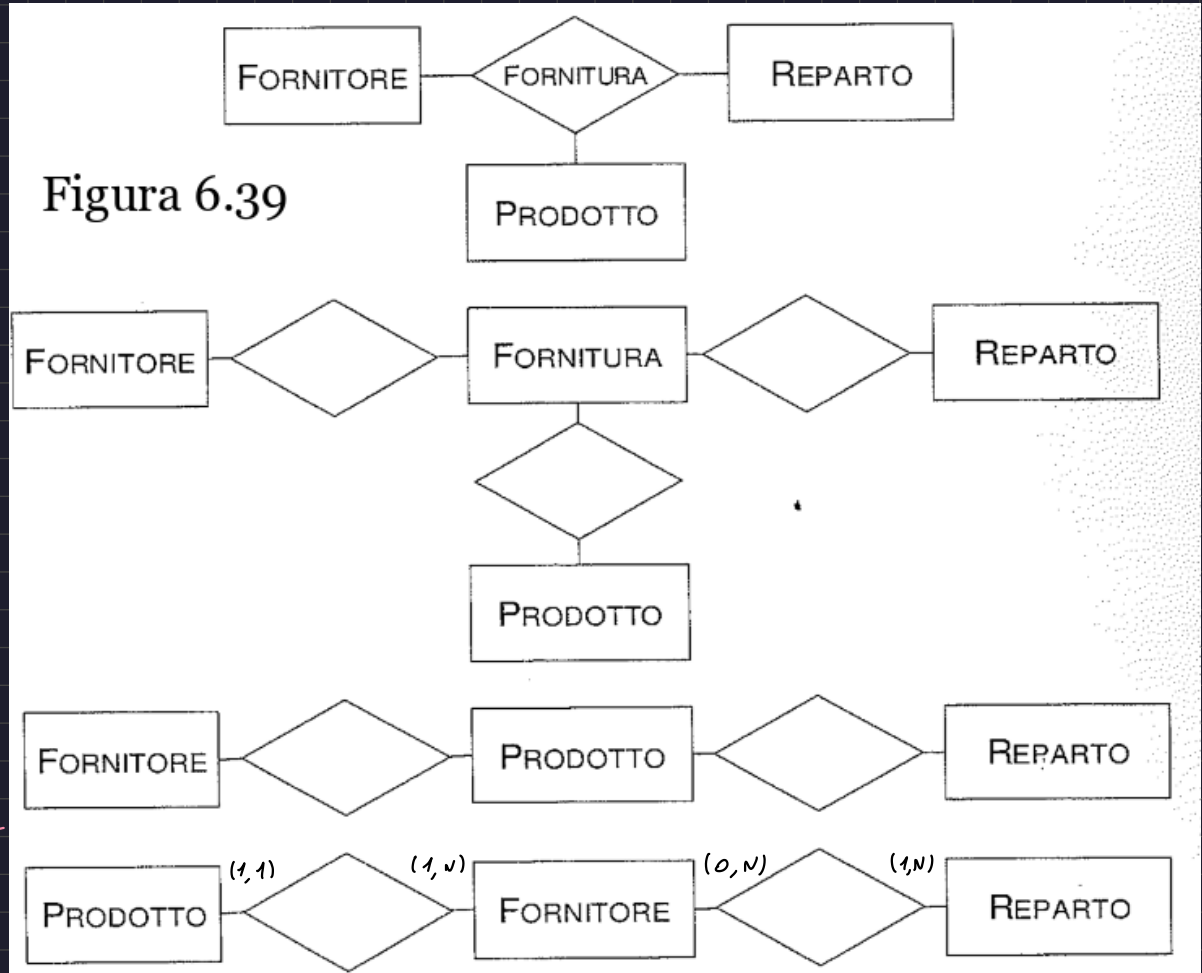 FORNITORE FORNITURA REPARTO
Figura 6.39
PRODOTTO
FORNITORE FORNITURA REPARTO
PRODOTTO
FORNITORE PRODOTTO REPARTO
(1,1) (1,N) (0,N) (1,N)
PRODOTTO FORNITORE REPARTO